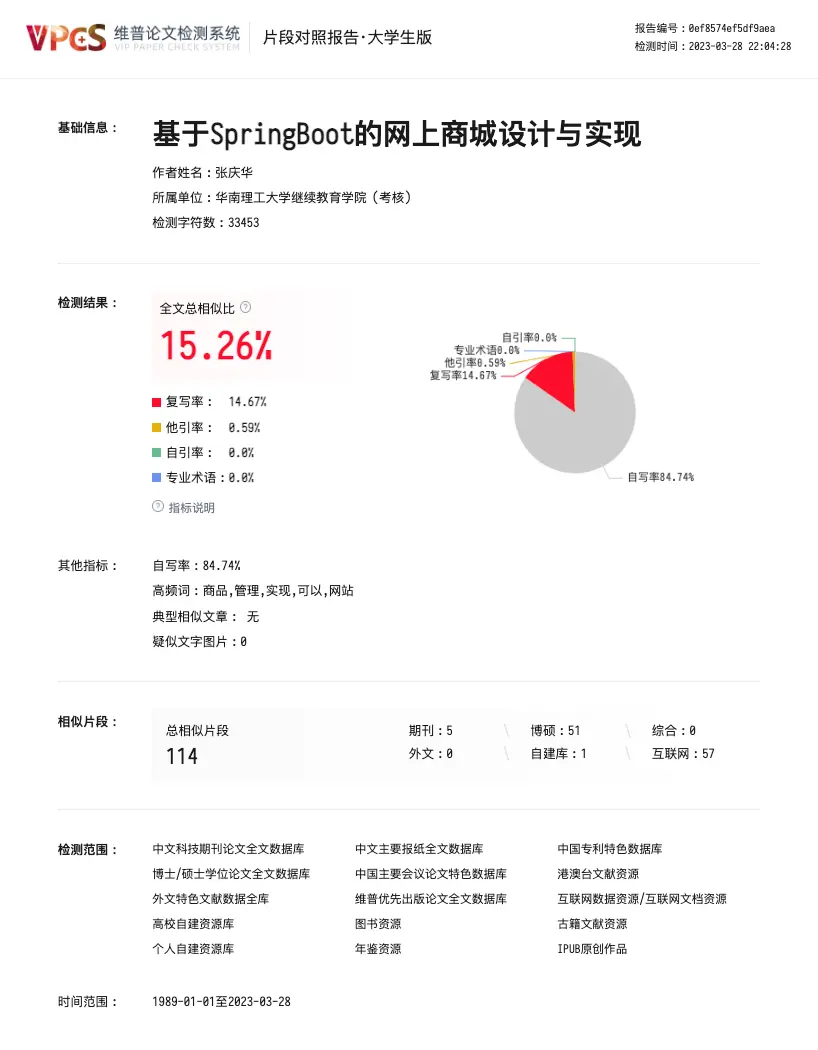 VPCS 维普论文检测系统
VIP PAPER CHECK SYSTEM
片段对照报告·大学生版
报告编号：0ef8574ef5df9aea
检测时间：2023-03-28 22:04:28
基础信息：
基于SpringBoot的网上商城设计与实现
作者姓名：张庆华
所属单位：华南理工大学继续教育学院（考核）
检测字符数：33453
检测结果：
全文总相似比 ?
15.26%
复写率： 14.67%
他引率： 0.59%
自引率： 0.0%
专业术语：0.0%
? 指标说明
自引率0.0%
专业术语0.0%
他引率0.59%
复写率14.67%
自写率84.74%
其他指标：
自写率：84.74%
高频词：商品,管理,实现,可以,网站
典型相似文章： 无
疑似文字图片：0
相似片段：
总相似片段
114
期刊：5 \ 博硕：51 \ 综合：0
外文：0 \ 自建库：1 \ 互联网：57
检测范围：
中文科技期刊论文全文数据库 中文主要报纸全文数据库 中国专利特色数据库
博士/硕士学位论文全文数据库 中国主要会议论文特色数据库 港澳台文献资源
外文特色文献数据全库 维普优先出版论文全文数据库 互联网数据资源/互联网文档资源
高校自建资源库 图书资源 古籍文献资源
个人自建资源库 年鉴资源 IPUB原创作品
时间范围：
1989-01-01至2023-03-28